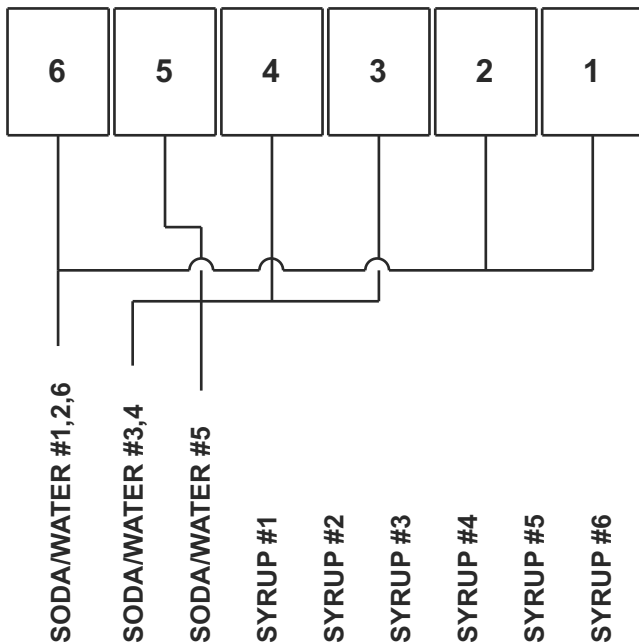 6
5
4
3
2
1
SODA/WATER #1,2,6
SODA/WATER #3,4
SODA/WATER #5
SYRUP #1
SYRUP #2
SYRUP #3
SYRUP #4
SYRUP #5
SYRUP #6